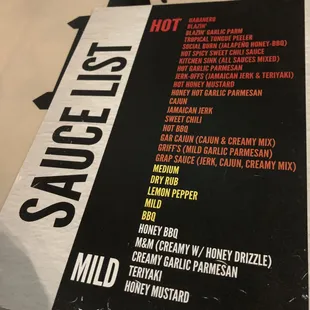 SAUCE LIST
HOT
HABANERO
BLAZIN'
BLAZIN' GARLIC PARM
TROPICAL TONGUE PEELER
SOCIAL BURN (JALAPENO HONEY-BBQ)
HOT SPICY SWEET CHILI SAUCE
KITCHEN SINK (ALL SAUCES MIXED)
HOT GARLIC PARMESAN
JERK-OFFS (JAMAICAN JERK & TERIYAKI)
HOT HONEY MUSTARD
HONEY HOT GARLIC PARMESAN
CAJUN
JAMAICAN JERK
SWEET CHILI
HOT BBQ
GAR CAJUN (CAJUN & CREAMY MIX)
GRIFF'S (MILD GARLIC PARMESAN)
GRAP SAUCE (JERK, CAJUN, CREAMY MIX)
MEDIUM
DRY RUB
LEMON PEPPER
MILD
BBQ
HONEY BBQ
M&M (CREAMY W/ HONEY DRIZZLE)
CREAMY GARLIC PARMESAN
TERIYAKI
HONEY MUSTARD
MILD